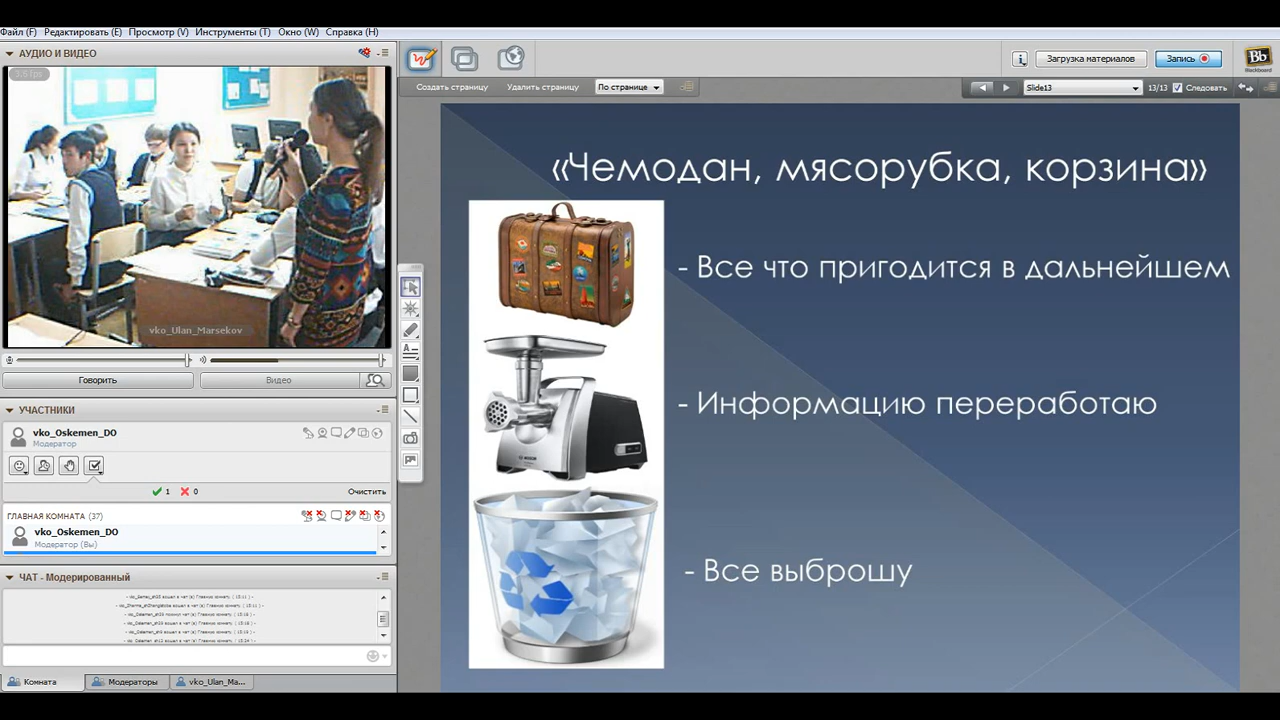 Файл (F) Редактировать (E) Просмотр (V) Инструменты (T) Окно (W) Справка (H)
АУДИО И ВИДЕО
vko_Ulan_Marsekov
Говорить
Видео
УЧАСТНИКИ
vko_Oskemen_DO
Модератор
1 0 Очистить
ГЛАВНАЯ КОМНАТА (37)
vko_Oskemen_DO
Модератор (Вы)
ЧАТ - Модерированный
Комната Модераторы vko_Ulan_Ma...
Загрузка материалов Запись
Bb
Blackboard
Создать страницу Удалить страницу По странице Slide13 13/13 Следовать
«Чемодан, мясорубка, корзина»
- Все что пригодится в дальнейшем
- Информацию переработаю
- Все выброшу